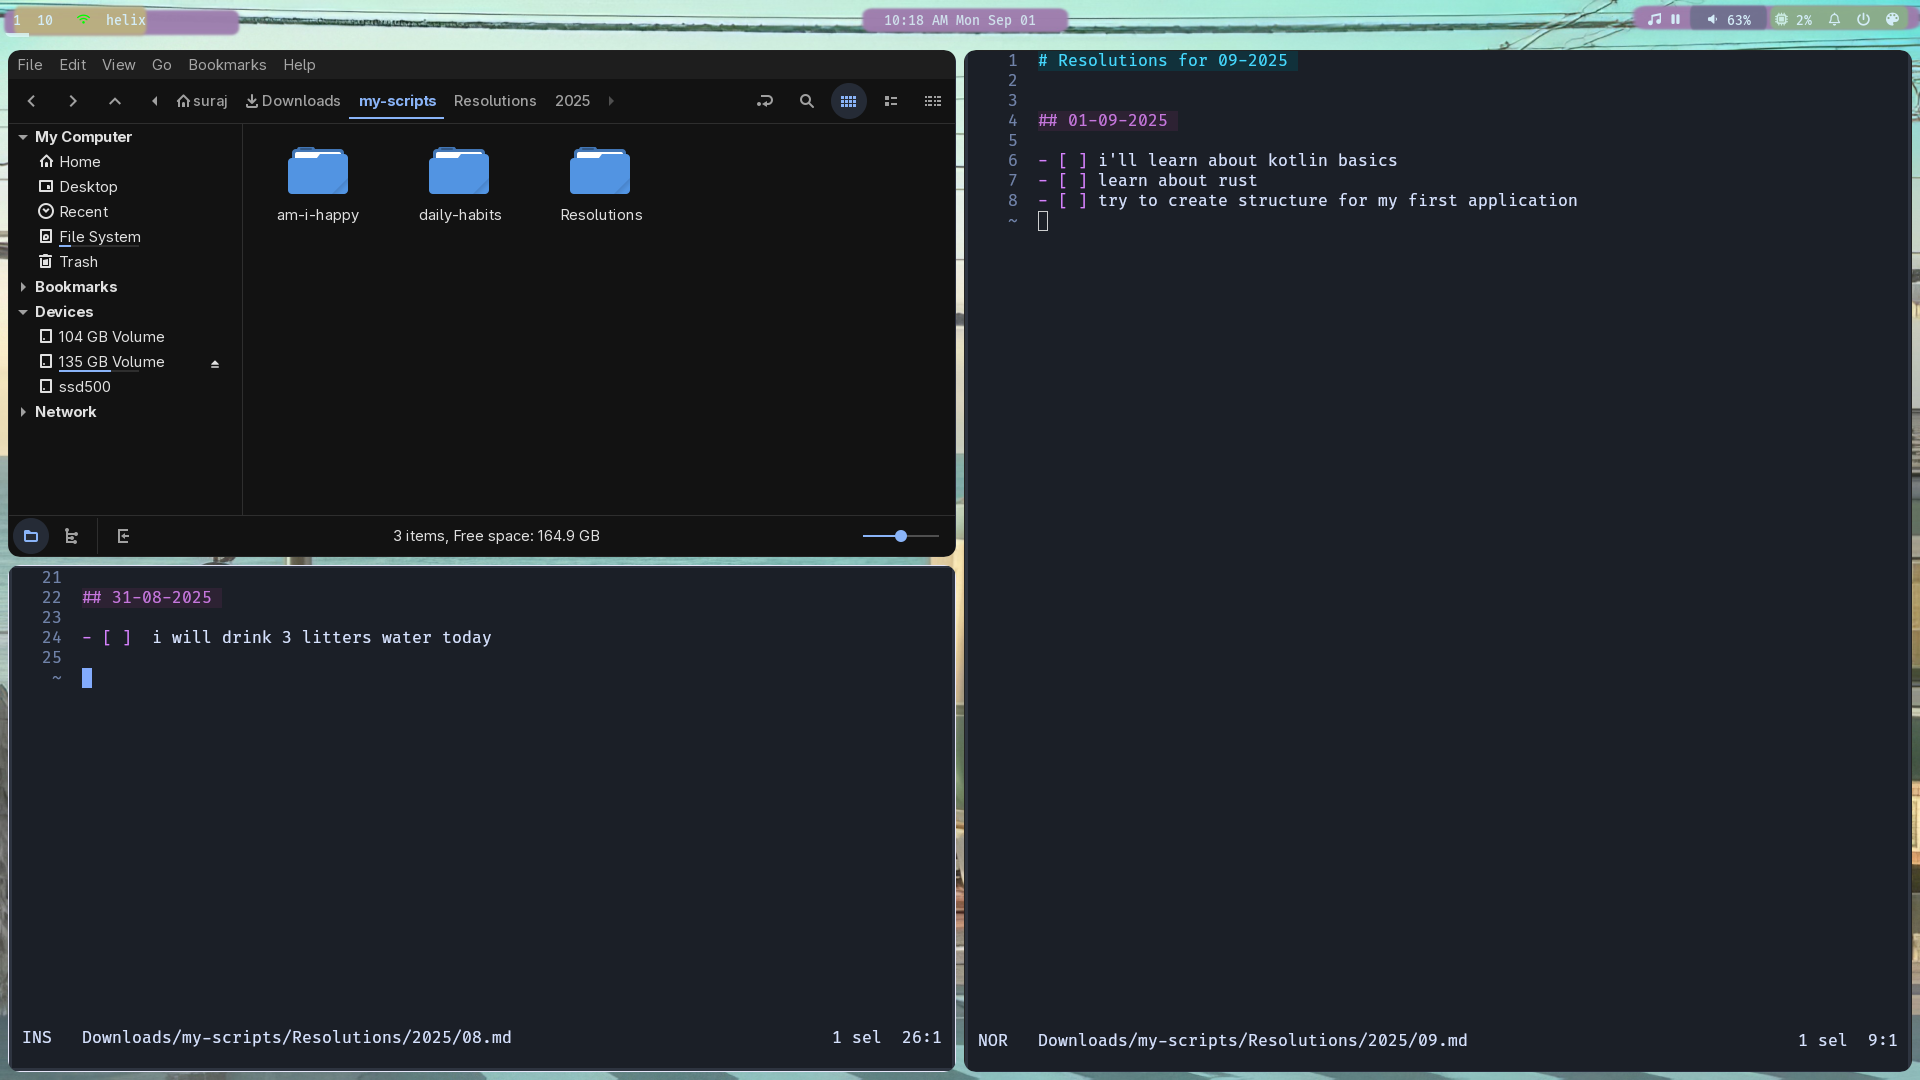 1 10 helix
10:18 AM Mon Sep 01
63% 2%
File Edit View Go Bookmarks Help
suraj Downloads my-scripts Resolutions 2025
My Computer
Home
Desktop
Recent
File System
Trash
Bookmarks
Devices
104 GB Volume
135 GB Volume
ssd500
Network
am-i-happy daily-habits Resolutions
3 items, Free space: 164.9 GB
21
22 ## 31-08-2025
23
24 - [ ]  i will drink 3 litters water today
25
~
INS Downloads/my-scripts/Resolutions/2025/08.md 1 sel 26:1
1 # Resolutions for 09-2025
2
3
4 ## 01-09-2025
5
6 - [ ] i'll learn about kotlin basics
7 - [ ] learn about rust
8 - [ ] try to create structure for my first application
~
NOR Downloads/my-scripts/Resolutions/2025/09.md 1 sel 9:1